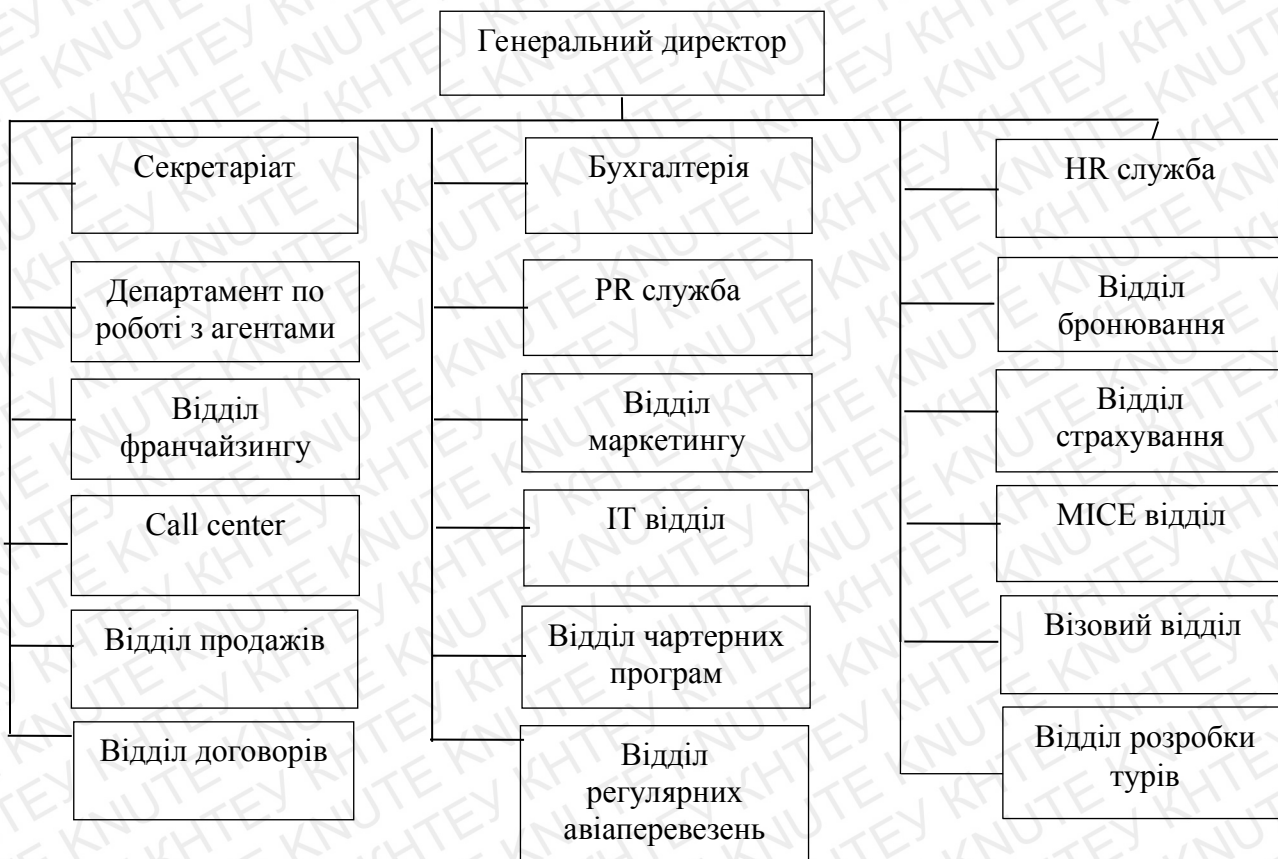 Генеральний директор
Секретаріат
Департамент по
роботі з агентами
Відділ
франчайзингу
Call center
Відділ продажів
Відділ договорів
Бухгалтерія
PR служба
Відділ
маркетингу
IT відділ
Відділ чартерних
програм
Відділ
регулярних
авіаперевезень
HR служба
Відділ
бронювання
Відділ
страхування
MICE відділ
Візовий відділ
Відділ розробки
турів